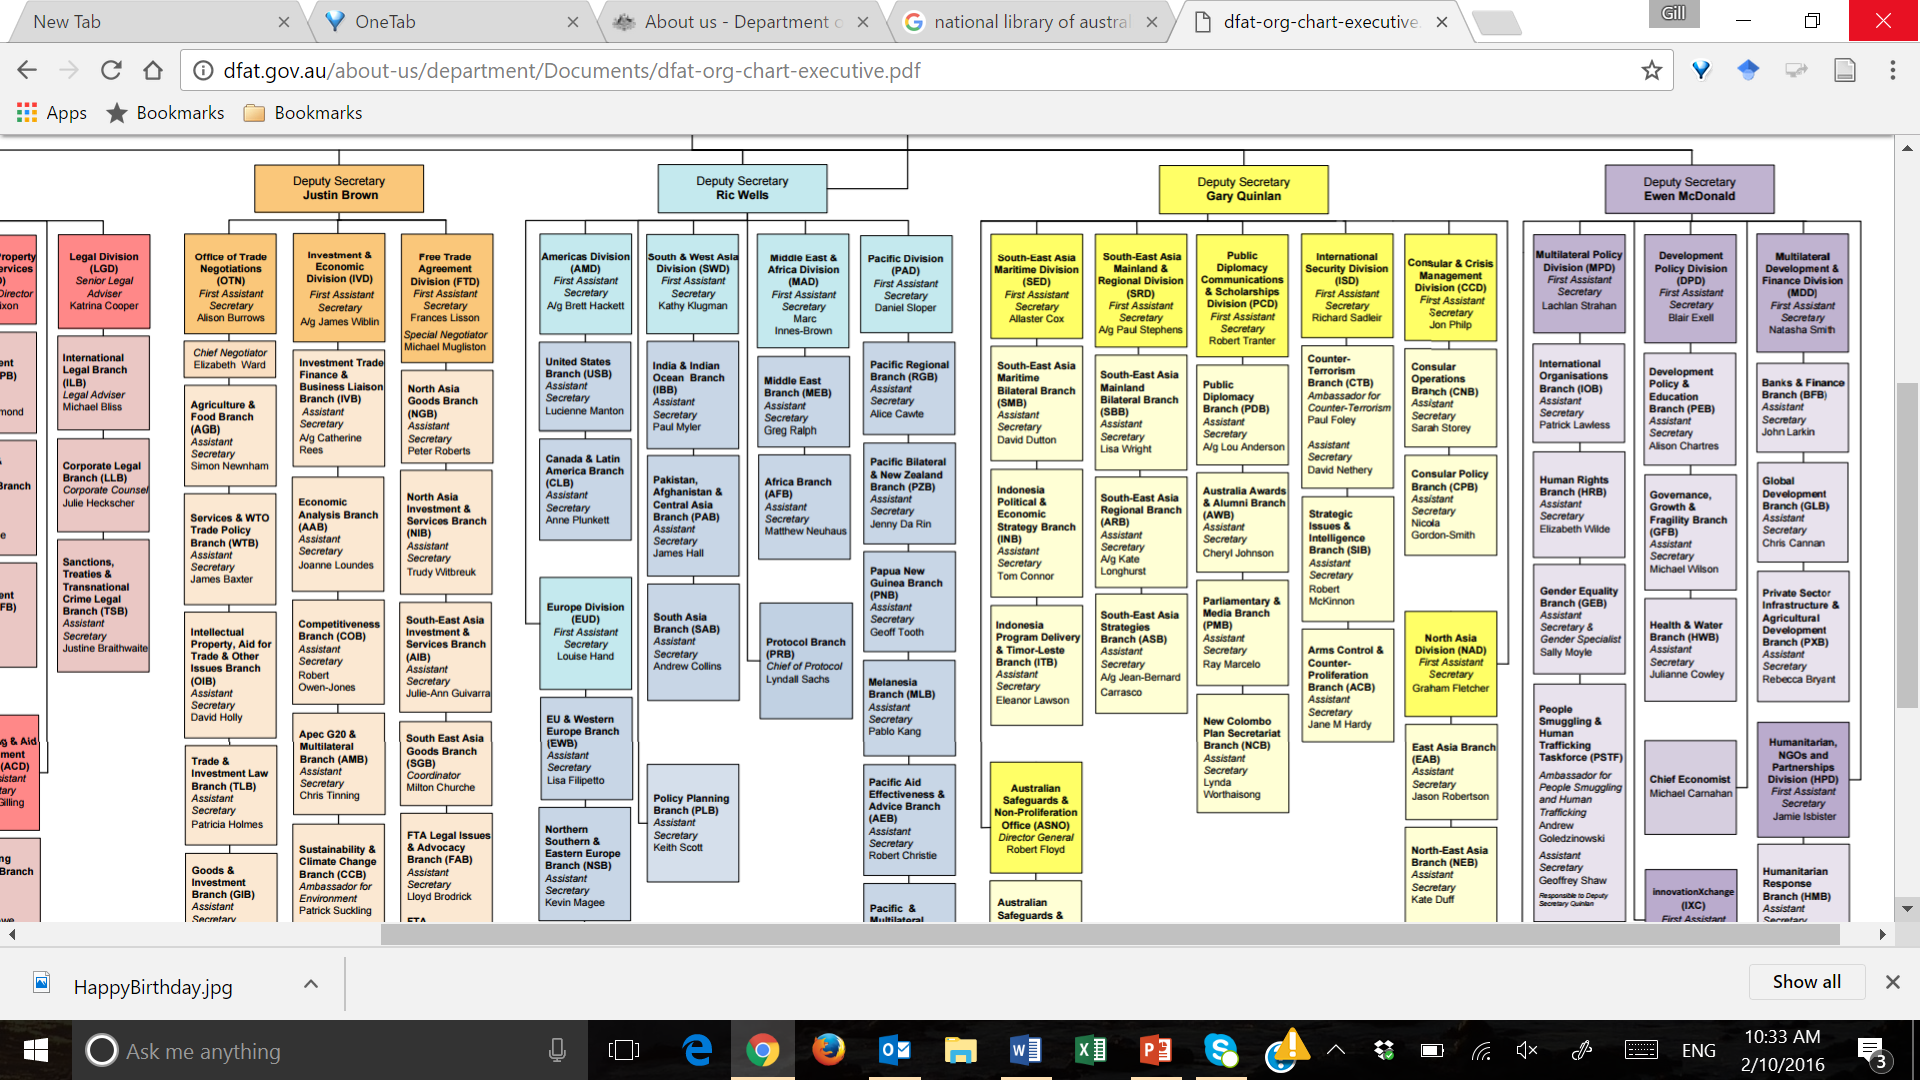 New Tab
OneTab
About us - Department o
national library of austral
dfat-org-chart-executive.
Gill
dfat.gov.au/about-us/department/Documents/dfat-org-chart-executive.pdf
Apps
Bookmarks
Bookmarks
Deputy Secretary
Justin Brown
Deputy Secretary
Ric Wells
Deputy Secretary
Gary Quinlan
Deputy Secretary
Ewen McDonald
roperty
ervices
)
Director
ixon
ent
PB)
mond
&
Branch
e
ent
FB)
g & Aid
ment
(ACD)
sistant
tary
Gilling
ng
Branch
we
Legal Division
(LGD)
Senior Legal
Adviser
Katrina Cooper
International
Legal Branch
(ILB)
Legal Adviser
Michael Bliss
Corporate Legal
Branch (LLB)
Corporate Counsel
Julie Heckscher
Sanctions,
Treaties &
Transnational
Crime Legal
Branch (TSB)
Assistant
Secretary
Justine Braithwaite
Office of Trade
Negotiations
(OTN)
First Assistant
Secretary
Alison Burrows
Chief Negotiator
Elizabeth Ward
Agriculture &
Food Branch
(AGB)
Assistant
Secretary
Simon Newnham
Services & WTO
Trade Policy
Branch (WTB)
Assistant
Secretary
James Baxter
Intellectual
Property, Aid for
Trade & Other
Issues Branch
(OIB)
Assistant
Secretary
David Holly
Trade &
Investment Law
Branch (TLB)
Assistant
Secretary
Patricia Holmes
Goods &
Investment
Branch (GIB)
Assistant
Secretary
Investment &
Economic
Division (IVD)
First Assistant
Secretary
A/g James Wiblin
Investment Trade
Finance &
Business Liaison
Branch (IVB)
Assistant
Secretary
A/g Catherine
Rees
Economic
Analysis Branch
(AAB)
Assistant
Secretary
Joanne Loundes
Competitiveness
Branch (COB)
Assistant
Secretary
Robert
Owen-Jones
Apec G20 &
Multilateral
Branch (AMB)
Assistant
Secretary
Chris Tinning
Sustainability &
Climate Change
Branch (CCB)
Ambassador for
Environment
Patrick Suckling
Free Trade
Agreement
Division (FTD)
First Assistant
Secretary
Frances Lisson
Special Negotiator
Michael Mugliston
North Asia
Goods Branch
(NGB)
Assistant
Secretary
Peter Roberts
North Asia
Investment &
Services Branch
(NIB)
Assistant
Secretary
Trudy Witbreuk
South-East Asia
Investment &
Services Branch
(AIB)
Assistant
Secretary
Julie-Ann Guivarra
South East Asia
Goods Branch
(SGB)
Coordinator
Milton Churche
FTA Legal Issues
& Advocacy
Branch (FAB)
Assistant
Secretary
Lloyd Brodrick
FTA
Americas Division
(AMD)
First Assistant
Secretary
A/g Brett Hackett
United States
Branch (USB)
Assistant
Secretary
Lucienne Manton
Canada & Latin
America Branch
(CLB)
Assistant
Secretary
Anne Plunkett
Europe Division
(EUD)
First Assistant
Secretary
Louise Hand
EU & Western
Europe Branch
(EWB)
Assistant
Secretary
Lisa Filipetto
Northern
Southern &
Eastern Europe
Branch (NSB)
Assistant
Secretary
Kevin Magee
South & West Asia
Division (SWD)
First Assistant
Secretary
Kathy Klugman
India & Indian
Ocean Branch
(IBB)
Assistant
Secretary
Paul Myler
Pakistan,
Afghanistan &
Central Asia
Branch (PAB)
Assistant
Secretary
James Hall
South Asia
Branch (SAB)
Assistant
Secretary
Andrew Collins
Policy Planning
Branch (PLB)
Assistant
Secretary
Keith Scott
Middle East &
Africa Division
(MAD)
First Assistant
Secretary
Marc
Innes-Brown
Middle East
Branch (MEB)
Assistant
Secretary
Greg Ralph
Africa Branch
(AFB)
Assistant
Secretary
Matthew Neuhaus
Protocol Branch
(PRB)
Chief of Protocol
Lyndall Sachs
Pacific Division
(PAD)
First Assistant
Secretary
Daniel Sloper
Pacific Regional
Branch (RGB)
Assistant
Secretary
Alice Cawte
Pacific Bilateral
& New Zealand
Branch (PZB)
Assistant
Secretary
Jenny Da Rin
Papua New
Guinea Branch
(PNB)
Assistant
Secretary
Geoff Tooth
Melanesia
Branch (MLB)
Assistant
Secretary
Pablo Kang
Pacific Aid
Effectiveness &
Advice Branch
(AEB)
Assistant
Secretary
Robert Christie
Pacific &
Multilateral
South-East Asia
Maritime Division
(SED)
First Assistant
Secretary
Allaster Cox
South-East Asia
Maritime
Bilateral Branch
(SMB)
Assistant
Secretary
David Dutton
Indonesia
Political &
Economic
Strategy Branch
(INB)
Assistant
Secretary
Tom Connor
Indonesia
Program Delivery
& Timor-Leste
Branch (ITB)
Assistant
Secretary
Eleanor Lawson
Australian
Safeguards &
Non-Proliferation
Office (ASNO)
Director General
Robert Floyd
Australian
Safeguards &
South-East Asia
Mainland &
Regional Division
(SRD)
First Assistant
Secretary
A/g Paul Stephens
South-East Asia
Mainland
Bilateral Branch
(SBB)
Assistant
Secretary
Lisa Wright
South-East Asia
Regional Branch
(ARB)
Assistant
Secretary
A/g Kate
Longhurst
South-East Asia
Strategies
Branch (ASB)
Assistant
Secretary
A/g Jean-Bernard
Carrasco
Public
Diplomacy
Communications
& Scholarships
Division (PCD)
First Assistant
Secretary
Robert Tranter
Public
Diplomacy
Branch (PDB)
Assistant
Secretary
A/g Lou Anderson
Australia Awards
& Alumni Branch
(AWB)
Assistant
Secretary
Cheryl Johnson
Parliamentary &
Media Branch
(PMB)
Assistant
Secretary
Ray Marcelo
New Colombo
Plan Secretariat
Branch (NCB)
Assistant
Secretary
Lynda
Worthaisong
International
Security Division
(ISD)
First Assistant
Secretary
Richard Sadleir
Counter-
Terrorism
Branch (CTB)
Ambassador for
Counter-Terrorism
Paul Foley
Assistant
Secretary
David Nethery
Strategic
Issues &
Intelligence
Branch (SIB)
Assistant
Secretary
Robert
McKinnon
Arms Control &
Counter-
Proliferation
Branch (ACB)
Assistant
Secretary
Jane M Hardy
Consular & Crisis
Management
Division (CCD)
First Assistant
Secretary
Jon Philp
Consular
Operations
Branch (CNB)
Assistant
Secretary
Sarah Storey
Consular Policy
Branch (CPB)
Assistant
Secretary
Nicola
Gordon-Smith
North Asia
Division (NAD)
First Assistant
Secretary
Graham Fletcher
East Asia Branch
(EAB)
Assistant
Secretary
Jason Robertson
North-East Asia
Branch (NEB)
Assistant
Secretary
Kate Duff
Multilateral Policy
Division (MPD)
First Assistant
Secretary
Lachlan Strahan
International
Organisations
Branch (IOB)
Assistant
Secretary
Patrick Lawless
Human Rights
Branch (HRB)
Assistant
Secretary
Elizabeth Wilde
Gender Equality
Branch (GEB)
Assistant
Secretary &
Gender Specialist
Sally Moyle
People
Smuggling &
Human
Trafficking
Taskforce (PSTF)
Ambassador for
People Smuggling
and Human
Trafficking
Andrew
Goledzinowski
Assistant
Secretary
Geoffrey Shaw
Responsible to Deputy
Secretary Quinlan
Development
Policy Division
(DPD)
First Assistant
Secretary
Blair Exell
Development
Policy &
Education
Branch (PEB)
Assistant
Secretary
Alison Chartres
Governance,
Growth &
Fragility Branch
(GFB)
Assistant
Secretary
Michael Wilson
Health & Water
Branch (HWB)
Assistant
Secretary
Julianne Cowley
Chief Economist
Michael Carnahan
innovationXchange
(IXC)
First Assistant
Multilateral
Development &
Finance Division
(MDD)
First Assistant
Secretary
Natasha Smith
Banks & Finance
Branch (BFB)
Assistant
Secretary
John Larkin
Global
Development
Branch (GLB)
Assistant
Secretary
Chris Cannan
Private Sector
Infrastructure &
Agricultural
Development
Branch (PXB)
Assistant
Secretary
Rebecca Bryant
Humanitarian,
NGOs and
Partnerships
Division (HPD)
First Assistant
Secretary
Jamie Isbister
Humanitarian
Response
Branch (HMB)
Assistant
Secretary
HappyBirthday.jpg
Show all
Ask me anything
ENG
10:33 AM
2/10/2016
3